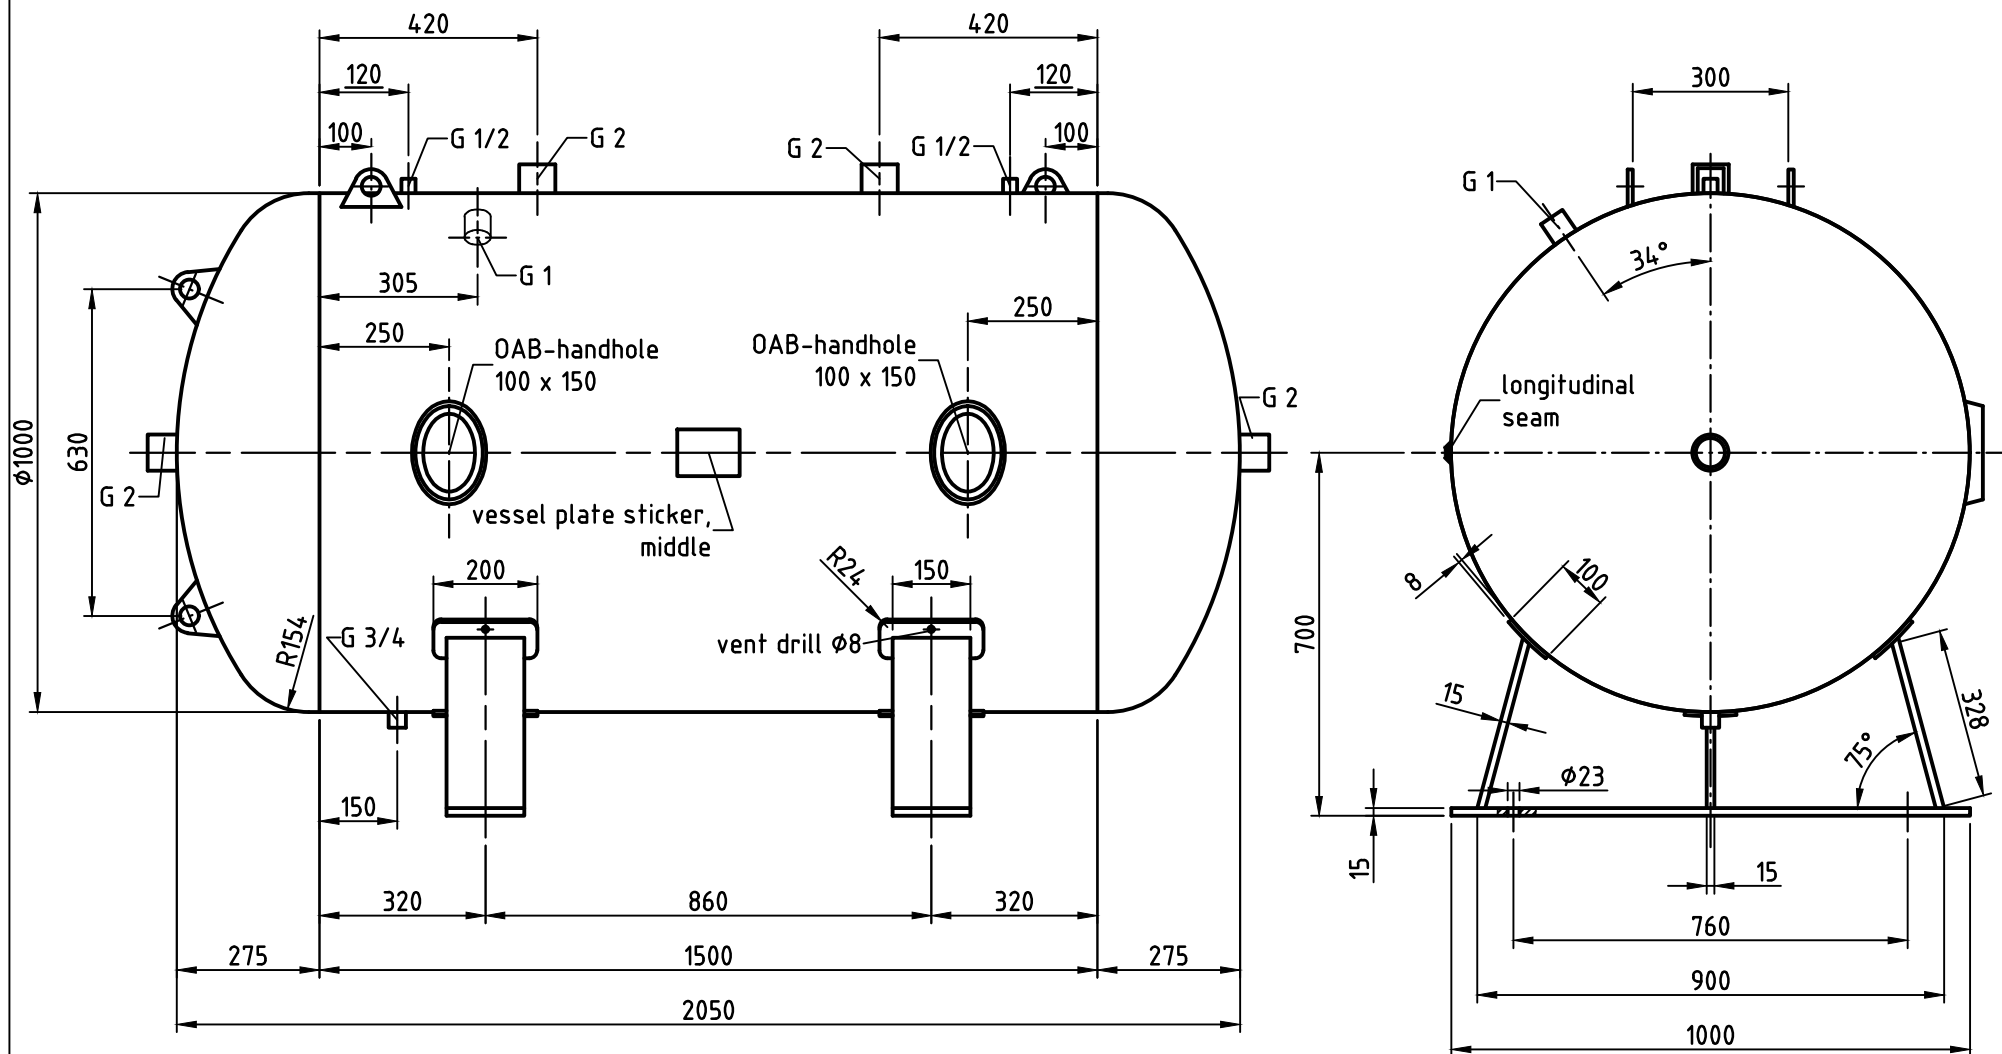 420
420
120
120
300
100
G 1/2
G 2
G 2
G 1/2
100
G 1
34°
305
G 1
250
250
OAB-handhole
100 x 150
OAB-handhole
100 x 150
longitudinal
seam
G 2
ϕ1000
630
G 2
vessel plate sticker,
middle
200
R24
150
8
100
700
R154
G 3/4
vent drill ϕ8
15
328
75°
ϕ23
150
15
15
320
860
320
760
275
1500
275
900
2050
1000